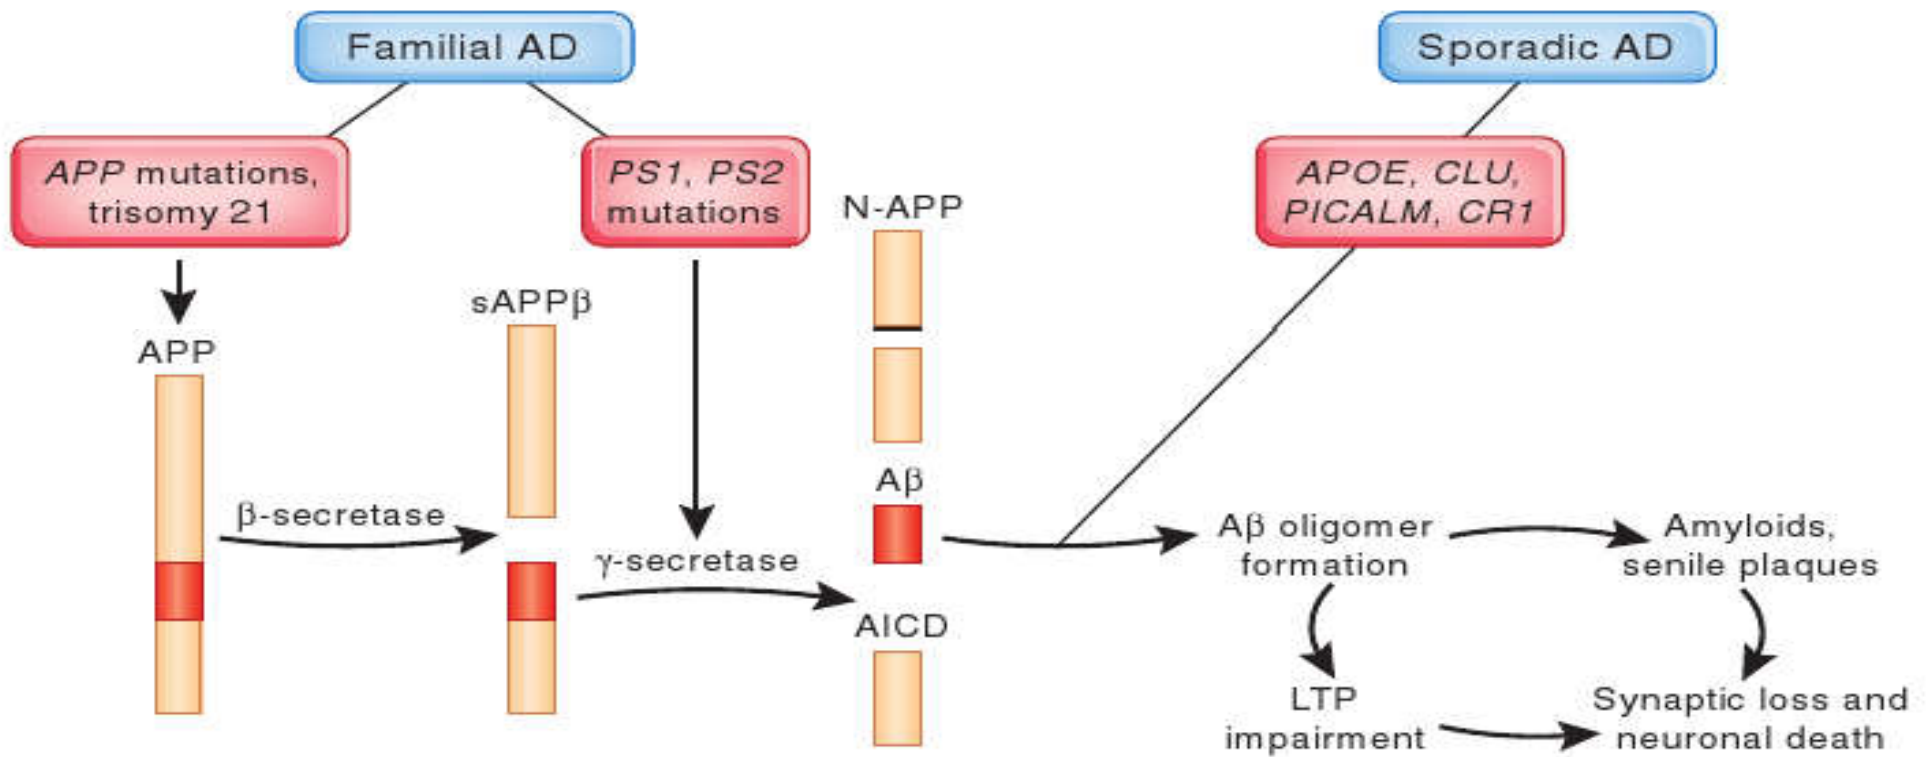 Familial AD
Sporadic AD
APP mutations,
trisomy 21
PS1, PS2
mutations
APOE, CLU,
PICALM, CR1
N-APP
sAPPβ
APP
Aβ
β-secretase
γ-secretase
Aβ oligomer
formation
Amyloids,
senile plaques
AICD
LTP
impairment
Synaptic loss and
neuronal death